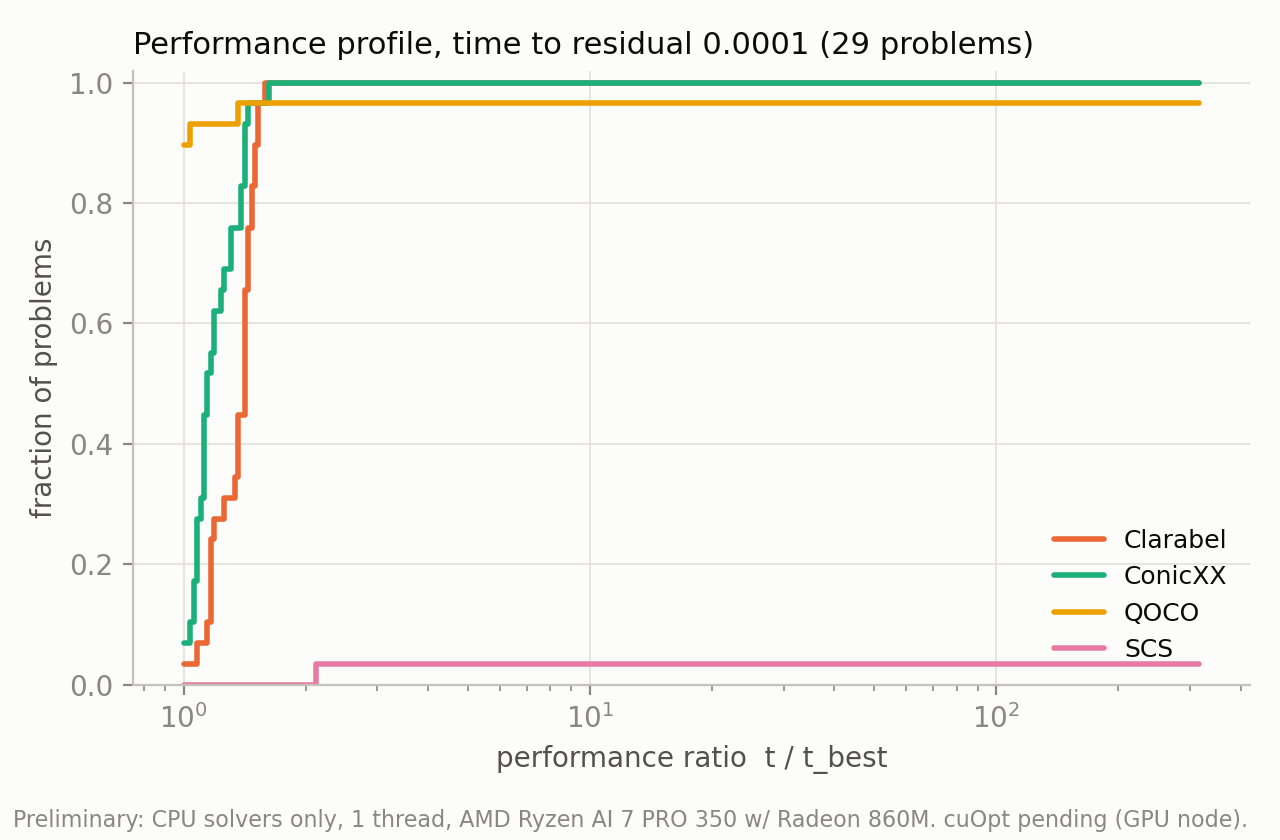 Performance profile, time to residual 0.0001 (29 problems)
1.0
0.8
0.6
0.4
0.2
0.0
fraction of problems
Clarabel
ConicXX
QOCO
SCS
10⁰
10¹
10²
performance ratio  t / t_best
Preliminary: CPU solvers only, 1 thread, AMD Ryzen AI 7 PRO 350 w/ Radeon 860M. cuOpt pending (GPU node).